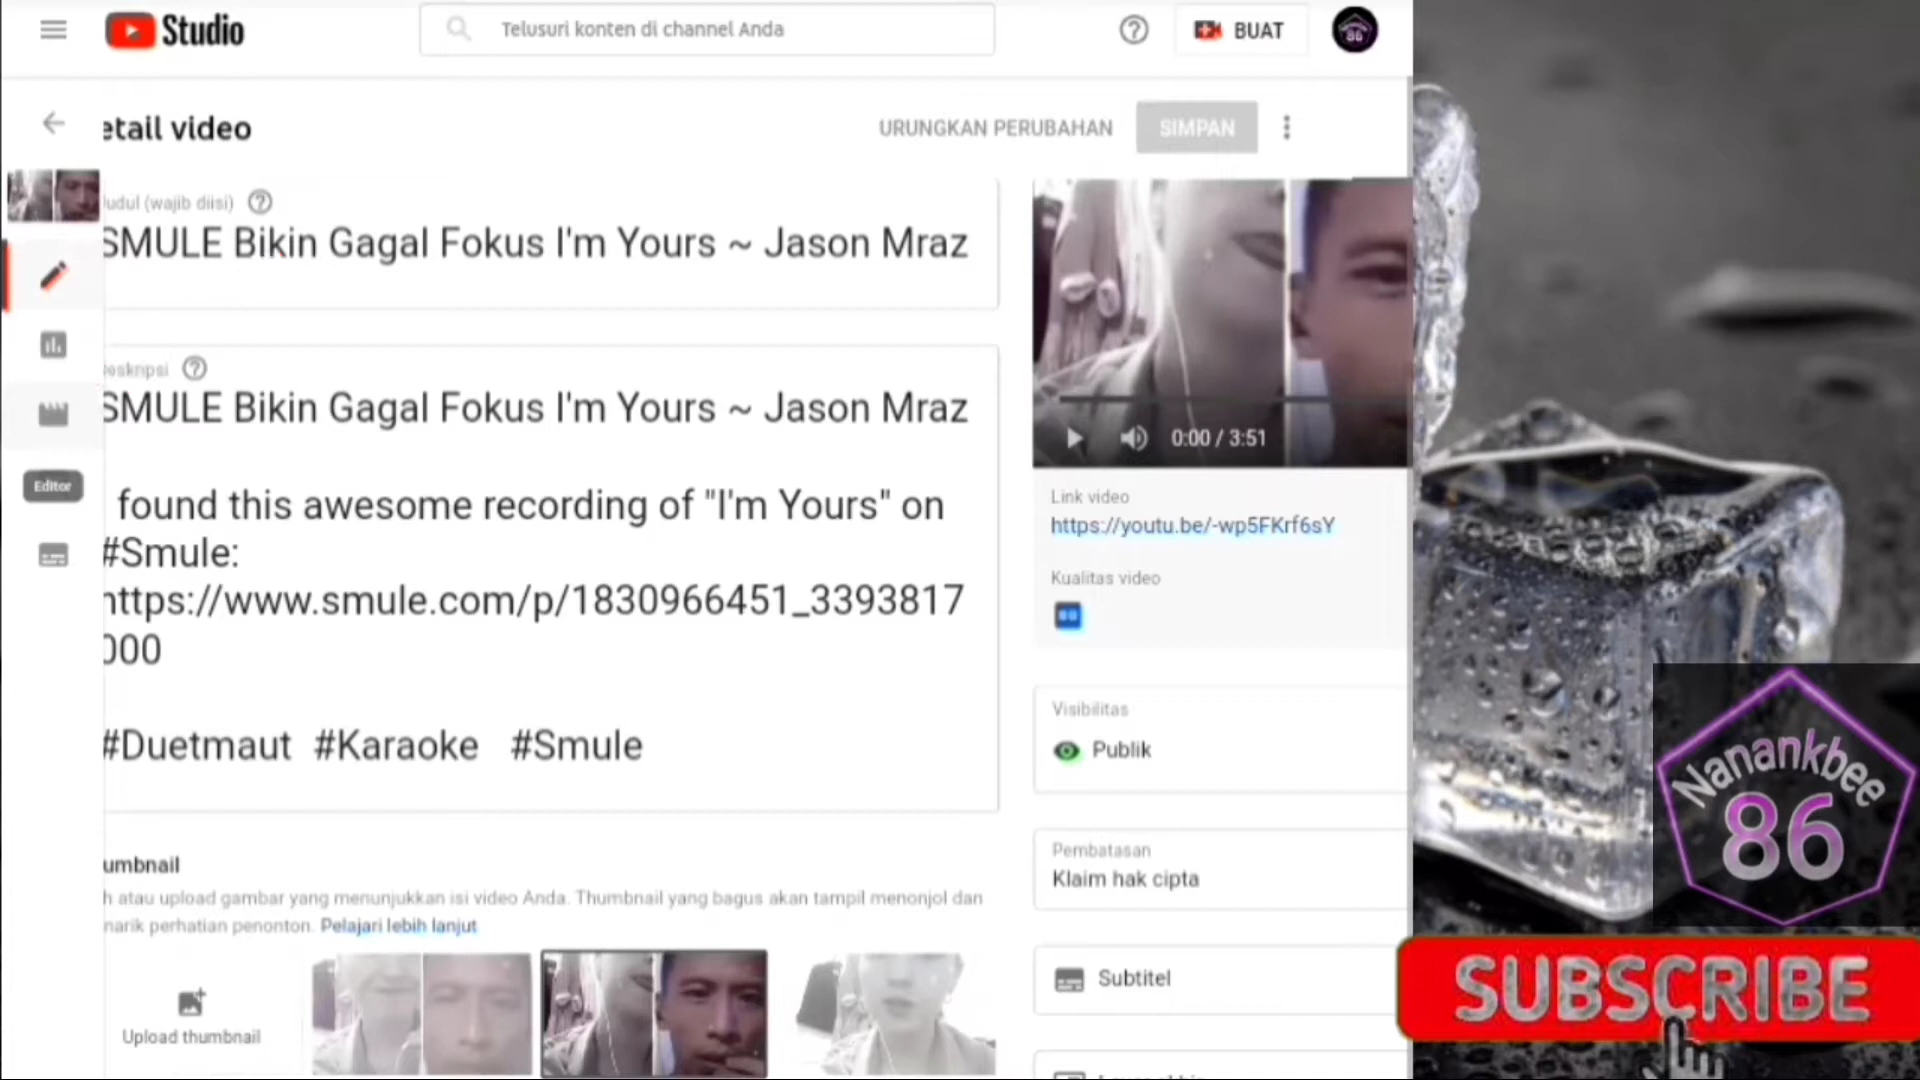 Studio
Telusuri konten di channel Anda
BUAT
etail video
URUNGKAN PERUBAHAN
SIMPAN
udul (wajib diisi)
SMULE Bikin Gagal Fokus I'm Yours ~ Jason Mraz
eskripsi
SMULE Bikin Gagal Fokus I'm Yours ~ Jason Mraz
found this awesome recording of "I'm Yours" on
#Smule:
https://www.smule.com/p/1830966451_3393817
000
#Duetmaut #Karaoke #Smule
Editor
umbnail
h atau upload gambar yang menunjukkan isi video Anda. Thumbnail yang bagus akan tampil menonjol dan
narik perhatian penonton. Pelajari lebih lanjut
Upload thumbnail
0:00 / 3:51
Link video
https://youtu.be/-wp5FKrf6sY
Kualitas video
Visibilitas
Publik
Pembatasan
Klaim hak cipta
Subtitel
Nanankbee
86
SUBSCRIBE